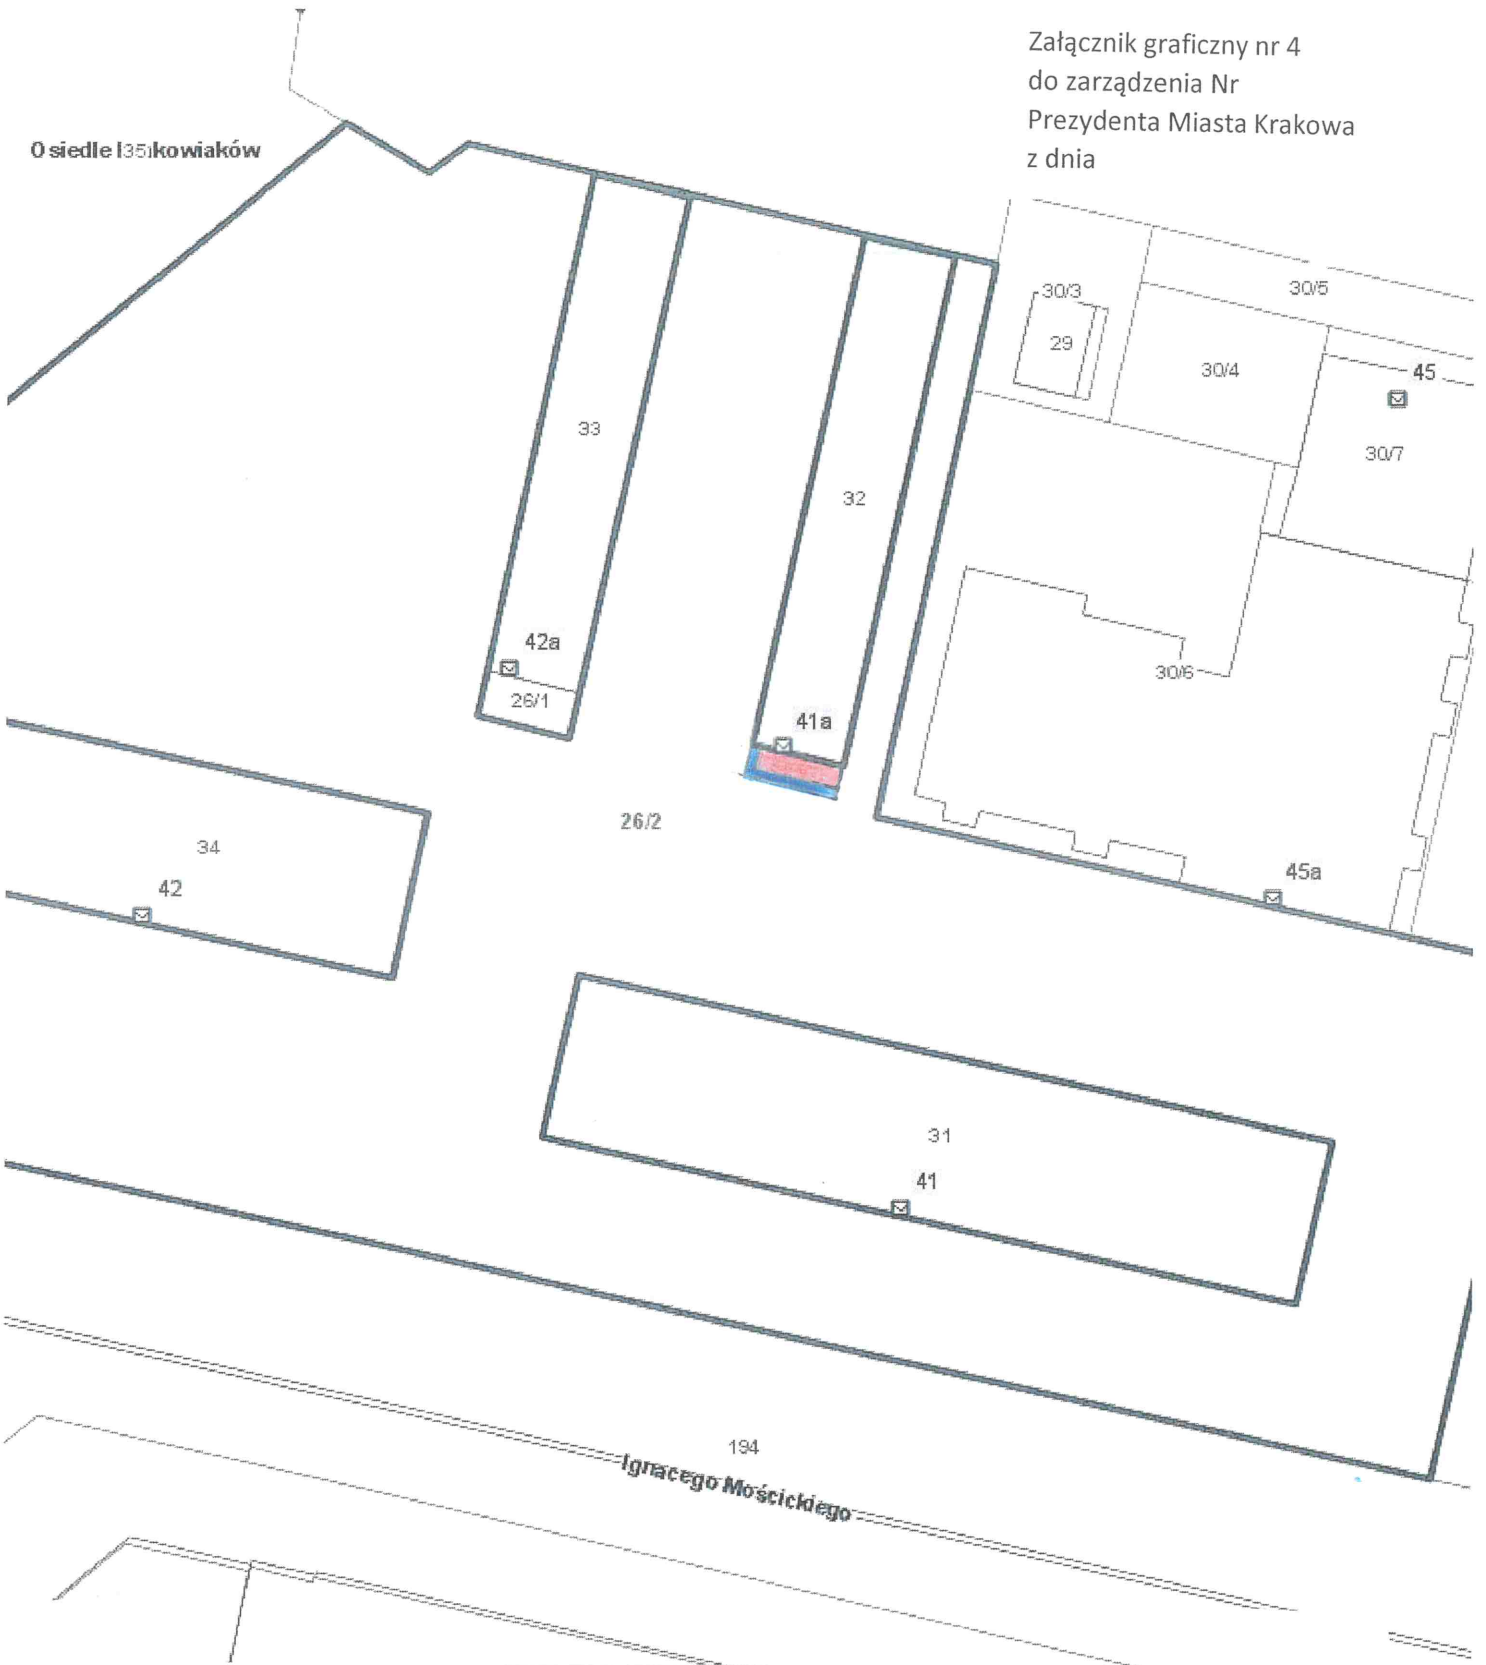 Załącznik graficzny nr 4
do zarządzenia Nr
Prezydenta Miasta Krakowa
z dnia
Osiedle
35
kowiaków
30/3
30/5
29
30/4
45
33
30/7
32
42a
30/6
26/1
41a
26/2
34
45a
42
31
41
194
Ignacego Mościckiego